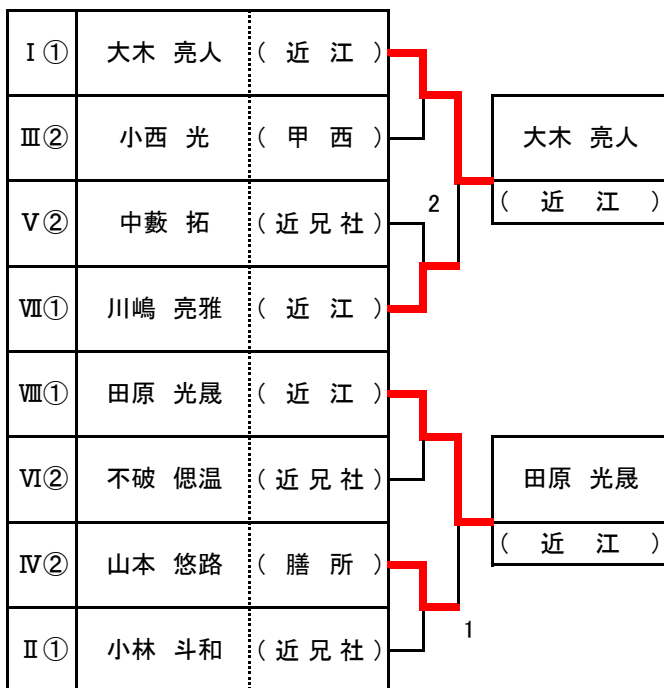 Ⅰ① 大木 亮人 ( 近 江 )
Ⅲ② 小西 光 ( 甲 西 )
大木 亮人
( 近 江 )
Ⅴ② 中藪 拓 ( 近兄社 )
2
Ⅶ① 川嶋 亮雅 ( 近 江 )
Ⅷ① 田原 光晟 ( 近 江 )
Ⅵ② 不破 偲温 ( 近兄社 )
田原 光晟
( 近 江 )
Ⅳ② 山本 悠路 ( 膳 所 )
1
Ⅱ① 小林 斗和 ( 近兄社 )